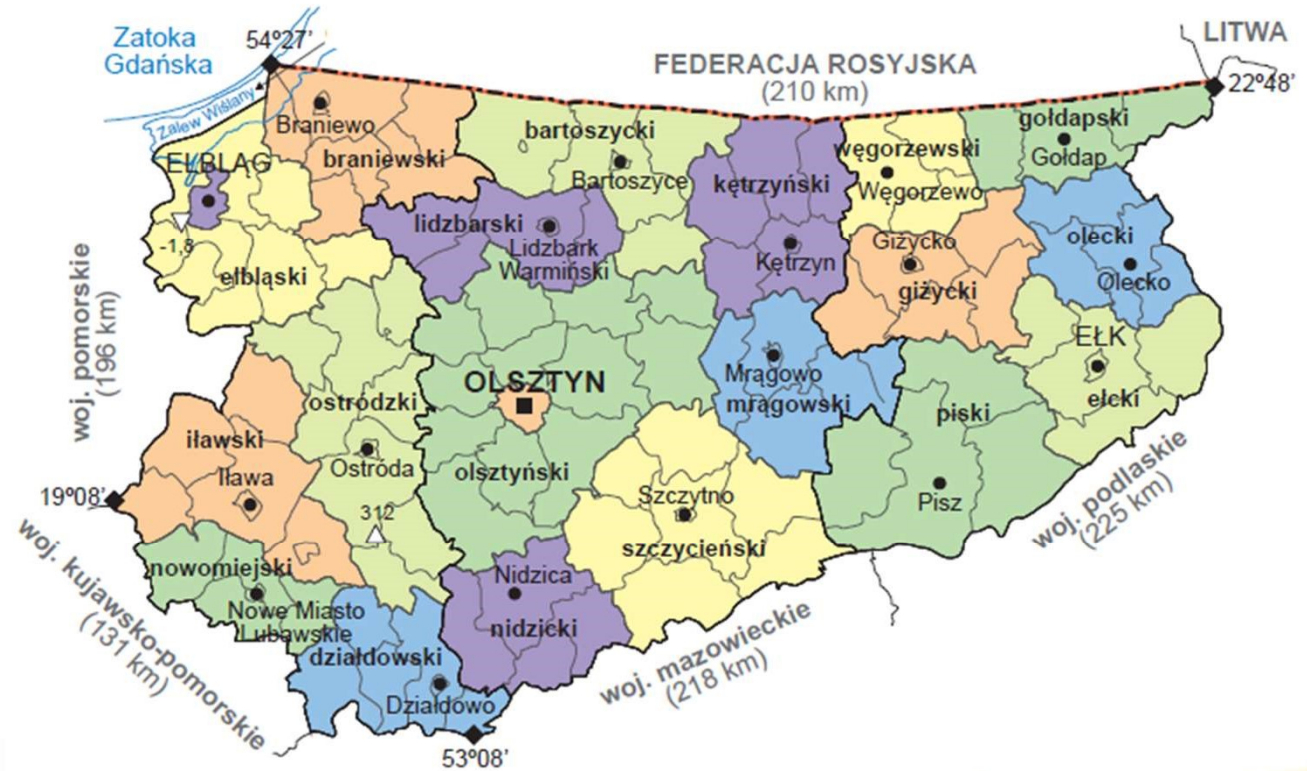 Zatoka
Gdańska
54º27'
LITWA
FEDERACJA ROSYJSKA
(210 km)
22º48'
Zalew Wiślany
Braniewo
braniewski
bartoszycki
Bartoszyce
gołdapski
Gołdap
węgorzewski
Węgorzewo
kętrzyński
Kętrzyn
ELBLĄG
-1,8
elbląski
lidzbarski
Lidzbark
Warmiński
Giżycko
giżycki
olecki
Olecko
woj. pomorskie
(196 km)
EŁK
ełcki
Mrągowo
mrągowski
OLSZTYN
olsztyński
ostródzki
Ostróda
312
piski
Pisz
iławski
Iława
19º08'
Szczytno
szczycieński
woj. podlaskie
(225 km)
nowomiejski
Nowe Miasto
Lubawskie
Nidzica
nidzicki
woj. kujawsko-pomorskie
(131 km)
działdowski
Działdowo
woj. mazowieckie
(218 km)
53º08'